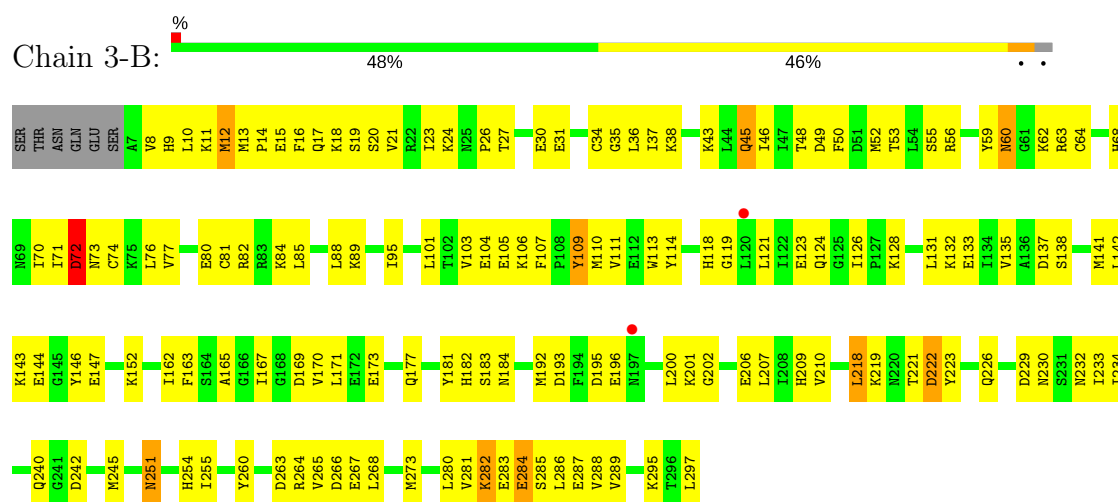 %
Chain 3-B:
48% 46% • •
SER THR ASN GLN GLU SER A7 V8 H9 L10 K11 M12 M13 P14 E15 F16 Q17 K18 S19 S20 V21 R22 I23 K24 N25 P26 T27 E30 E31 C34 G35 L36 I37 K38 K43 L44 Q45 I46 I47 T48 D49 F50 D51 M52 T53 L54 S55 R56 Y59 N60 G61 K62 R63 C64 H68
N69 I70 I71 D72 N73 C74 K75 L76 V77 E80 C81 R82 R83 K84 L85 L88 K89 I95 L101 T102 V103 E104 E105 K106 F107 P108 Y109 M110 V111 E112 W113 Y114 H118 G119 L120 L121 I122 E123 Q124 G125 I126 P127 K128 L131 K132 E133 I134 V135 A136 D137 S138 M141 L142
K143 E144 G145 Y146 E147 K152 I162 F163 S164 A165 G166 I167 G168 D169 V170 L171 E172 E173 Q177 Y181 H182 S183 N184 M192 D193 F194 D195 E196 N197 L200 K201 G202 E206 L207 I208 H209 V210 L218 K219 N220 T221 D222 Y223 Q226 D229 N230 S231 N232 I233 I234
Q240 G241 D242 M245 N251 H254 I255 Y260 D263 R264 V265 D266 E267 L268 M273 L280 V281 K282 E283 E284 S285 L286 E287 V288 V289 K295 T296 L297